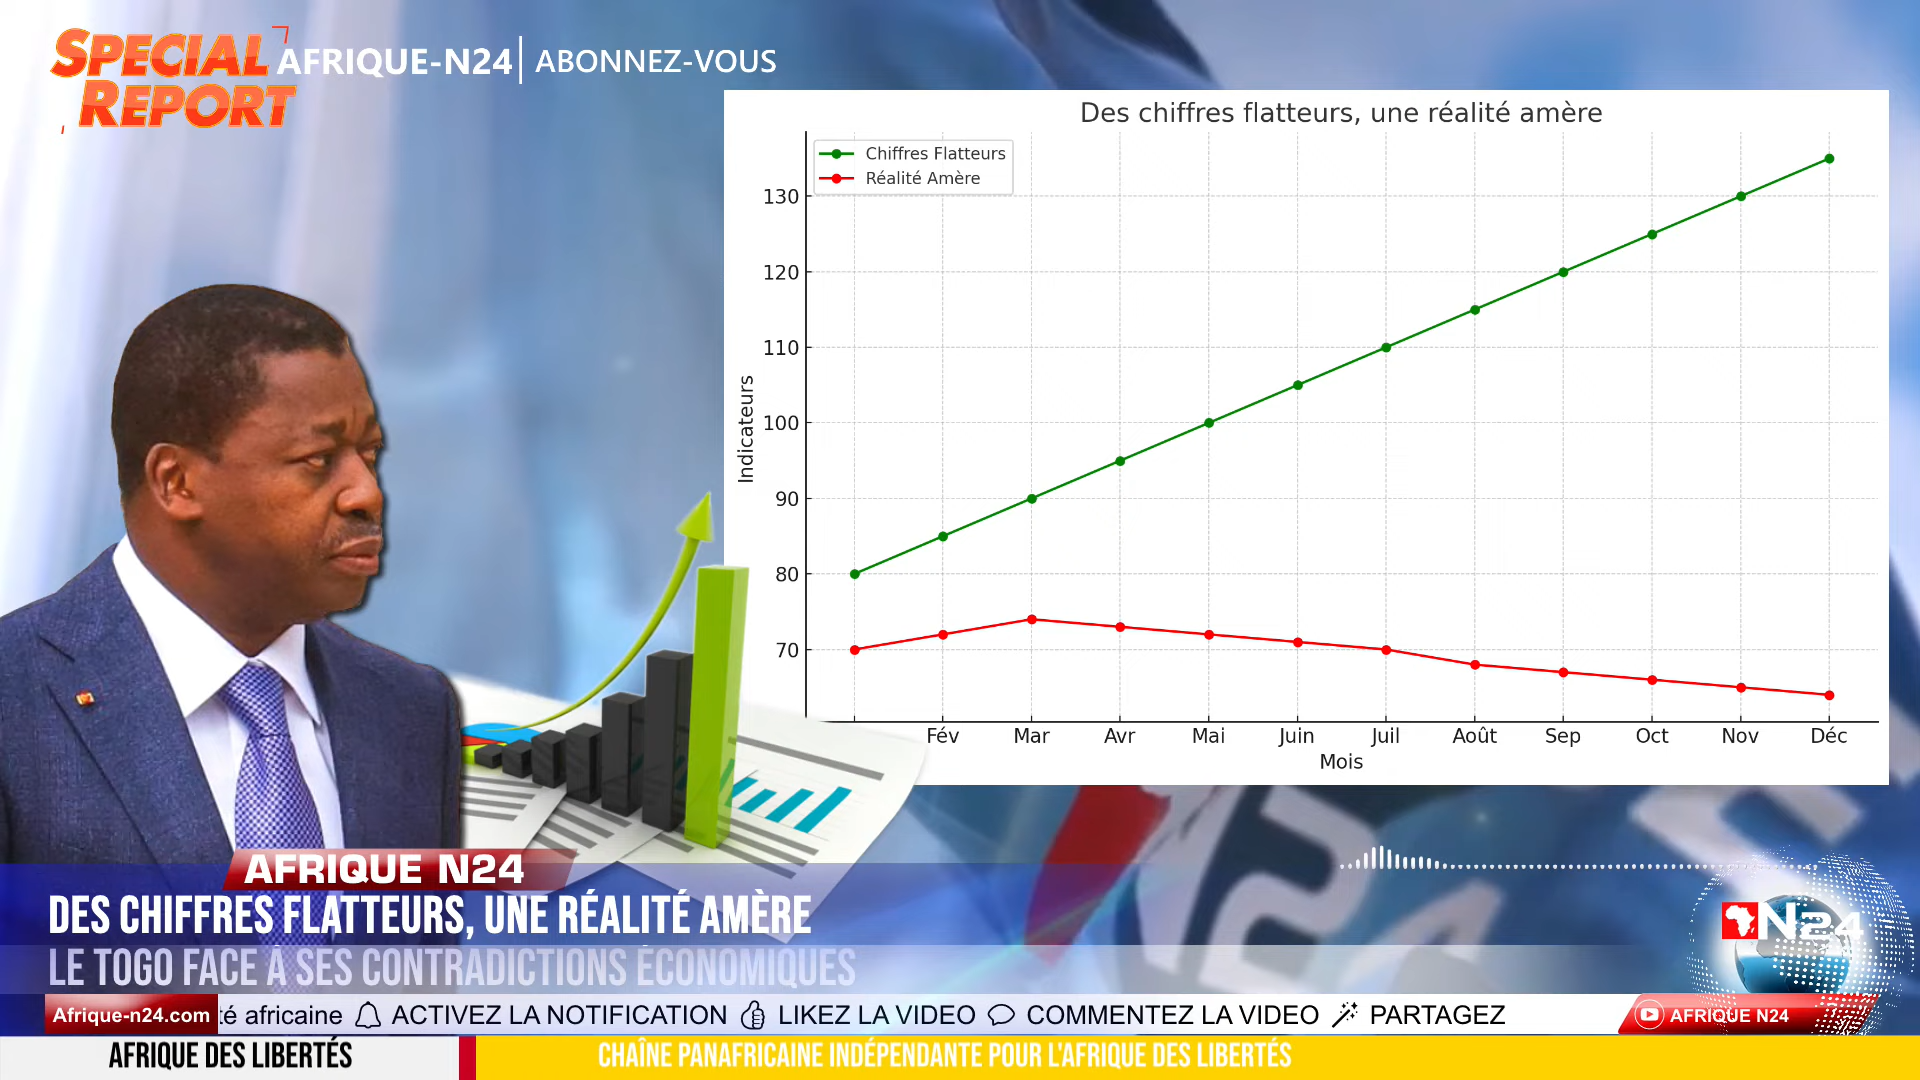 SPECIAL
REPORT
AFRIQUE-N24 | ABONNEZ-VOUS
Des chiffres flatteurs, une réalité amère
Chiffres Flatteurs
Réalité Amère
130
120
110
100
90
80
70
Indicateurs
Fév Mar Avr Mai Juin Juil Août Sep Oct Nov Déc
Mois
AFRIQUE N24
DES CHIFFRES FLATTEURS, UNE RÉALITÉ AMÈRE
LE TOGO FACE À SES CONTRADICTIONS ÉCONOMIQUES
N24
Afrique-n24.com
té africaine ACTIVEZ LA NOTIFICATION LIKEZ LA VIDEO COMMENTEZ LA VIDEO PARTAGEZ
AFRIQUE N24
AFRIQUE DES LIBERTÉS
CHAÎNE PANAFRICAINE INDÉPENDANTE POUR L'AFRIQUE DES LIBERTÉS